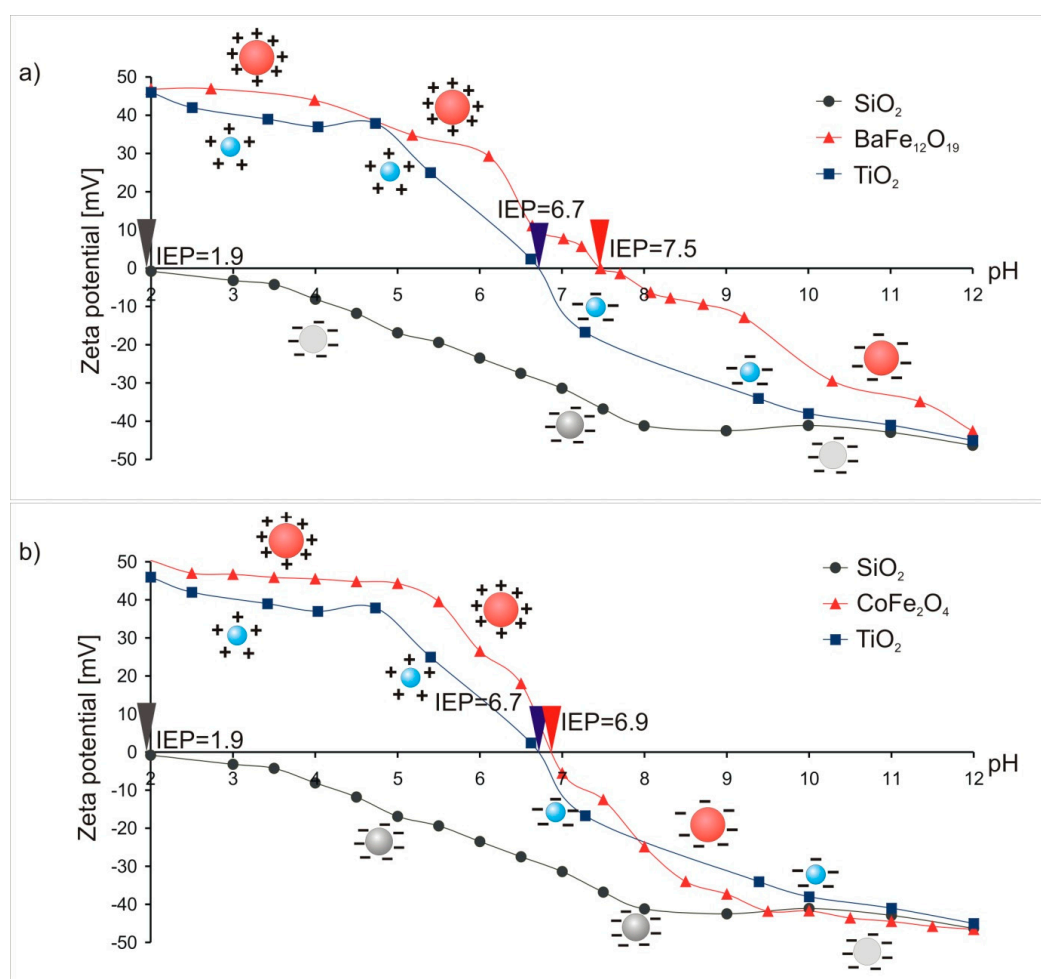 a)
50
40
30
20
10
0
-10
-20
-30
-40
-50
Zeta potential [mV]
SiO₂
BaFe₁₂O₁₉
TiO₂
IEP=6.7
IEP=7.5
IEP=1.9
pH
2 3 4 5 6 7 8 9 10 11 12
b)
50
40
30
20
10
0
-10
-20
-30
-40
-50
Zeta potential [mV]
SiO₂
CoFe₂O₄
TiO₂
IEP=6.7
IEP=6.9
IEP=1.9
pH
2 3 4 5 6 7 8 9 10 11 12